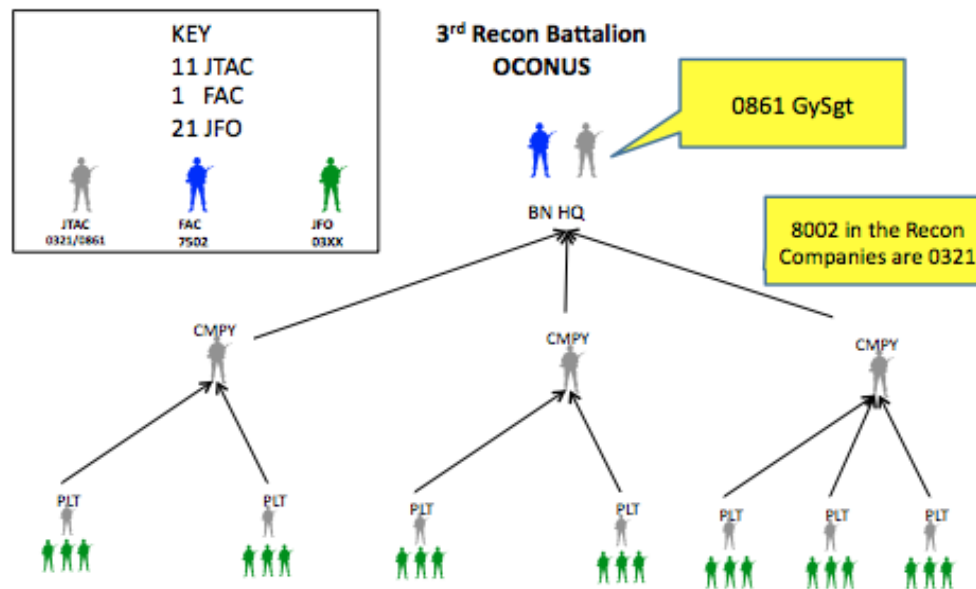 KEY
11 JTAC
1 FAC
21 JFO
JTAC
0321/0861
FAC
7502
JFO
03XX
3rd Recon Battalion
OCONUS
0861 GySgt
BN HQ
8002 in the Recon
Companies are 0321
CMPY
CMPY
CMPY
PLT
PLT
PLT
PLT
PLT
PLT
PLT